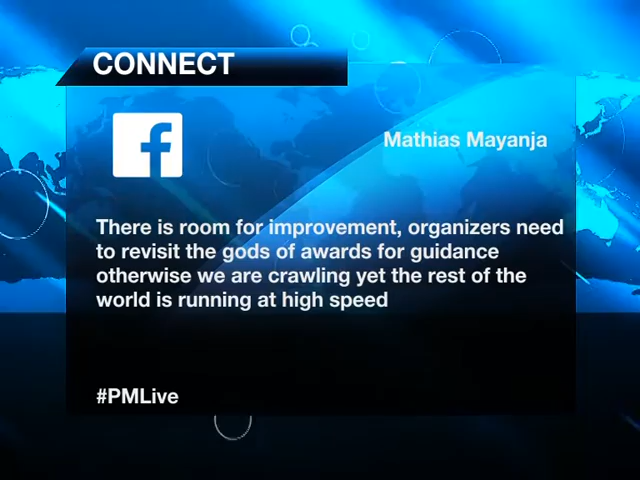 CONNECT
f
Mathias Mayanja
There is room for improvement, organizers need
to revisit the gods of awards for guidance
otherwise we are crawling yet the rest of the
world is running at high speed
#PMLive